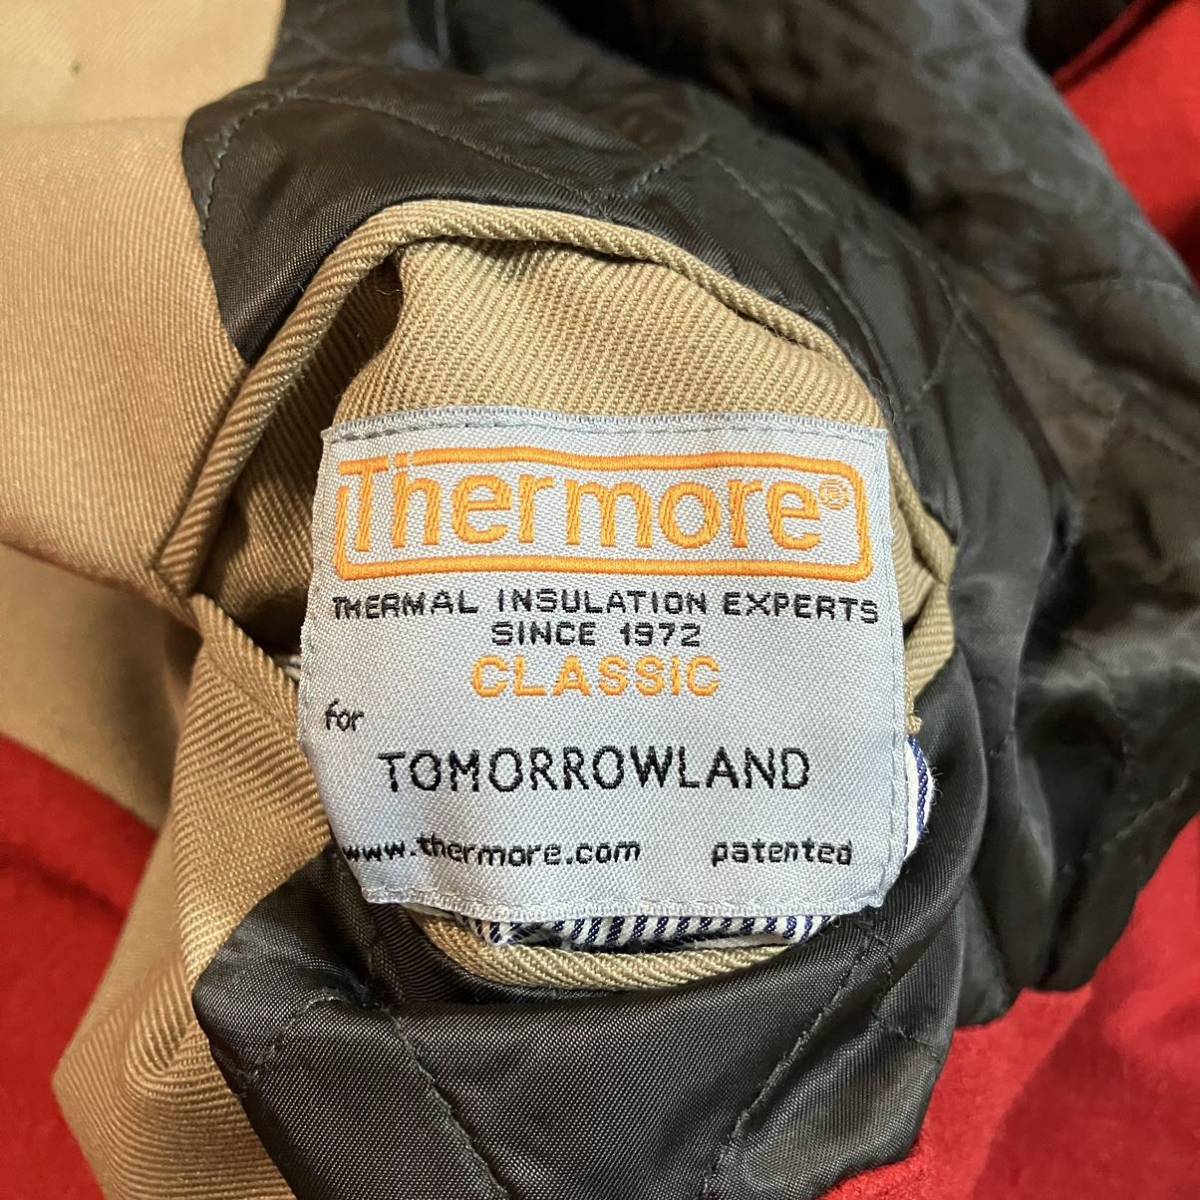 Thermore®
THERMAL INSULATION EXPERTS
SINCE 1972
CLASSIC
for
TOMORROWLAND
www.thermore.com patented